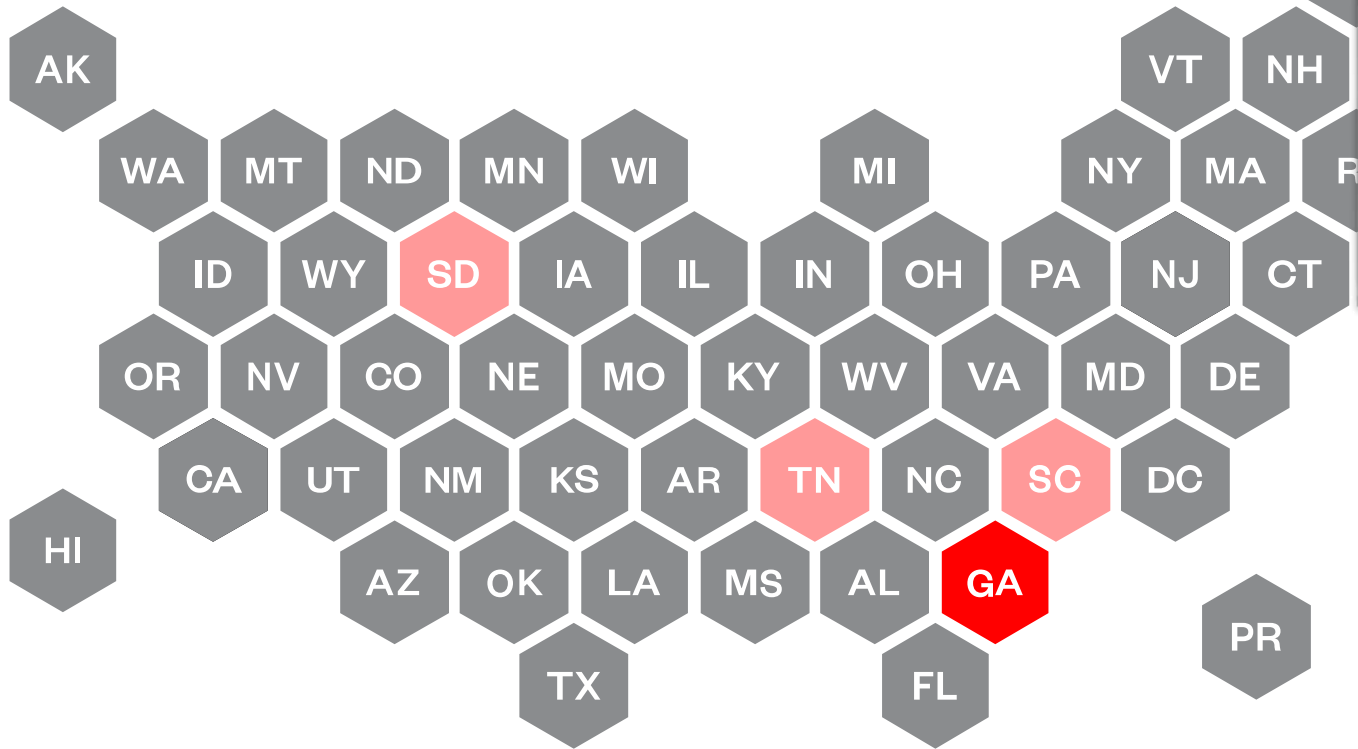 AK
VT NH
WA MT ND MN WI MI NY MA
ID WY SD IA IL IN OH PA NJ CT
OR NV CO NE MO KY WV VA MD DE
CA UT NM KS AR TN NC SC DC
HI
AZ OK LA MS AL GA
PR
TX FL